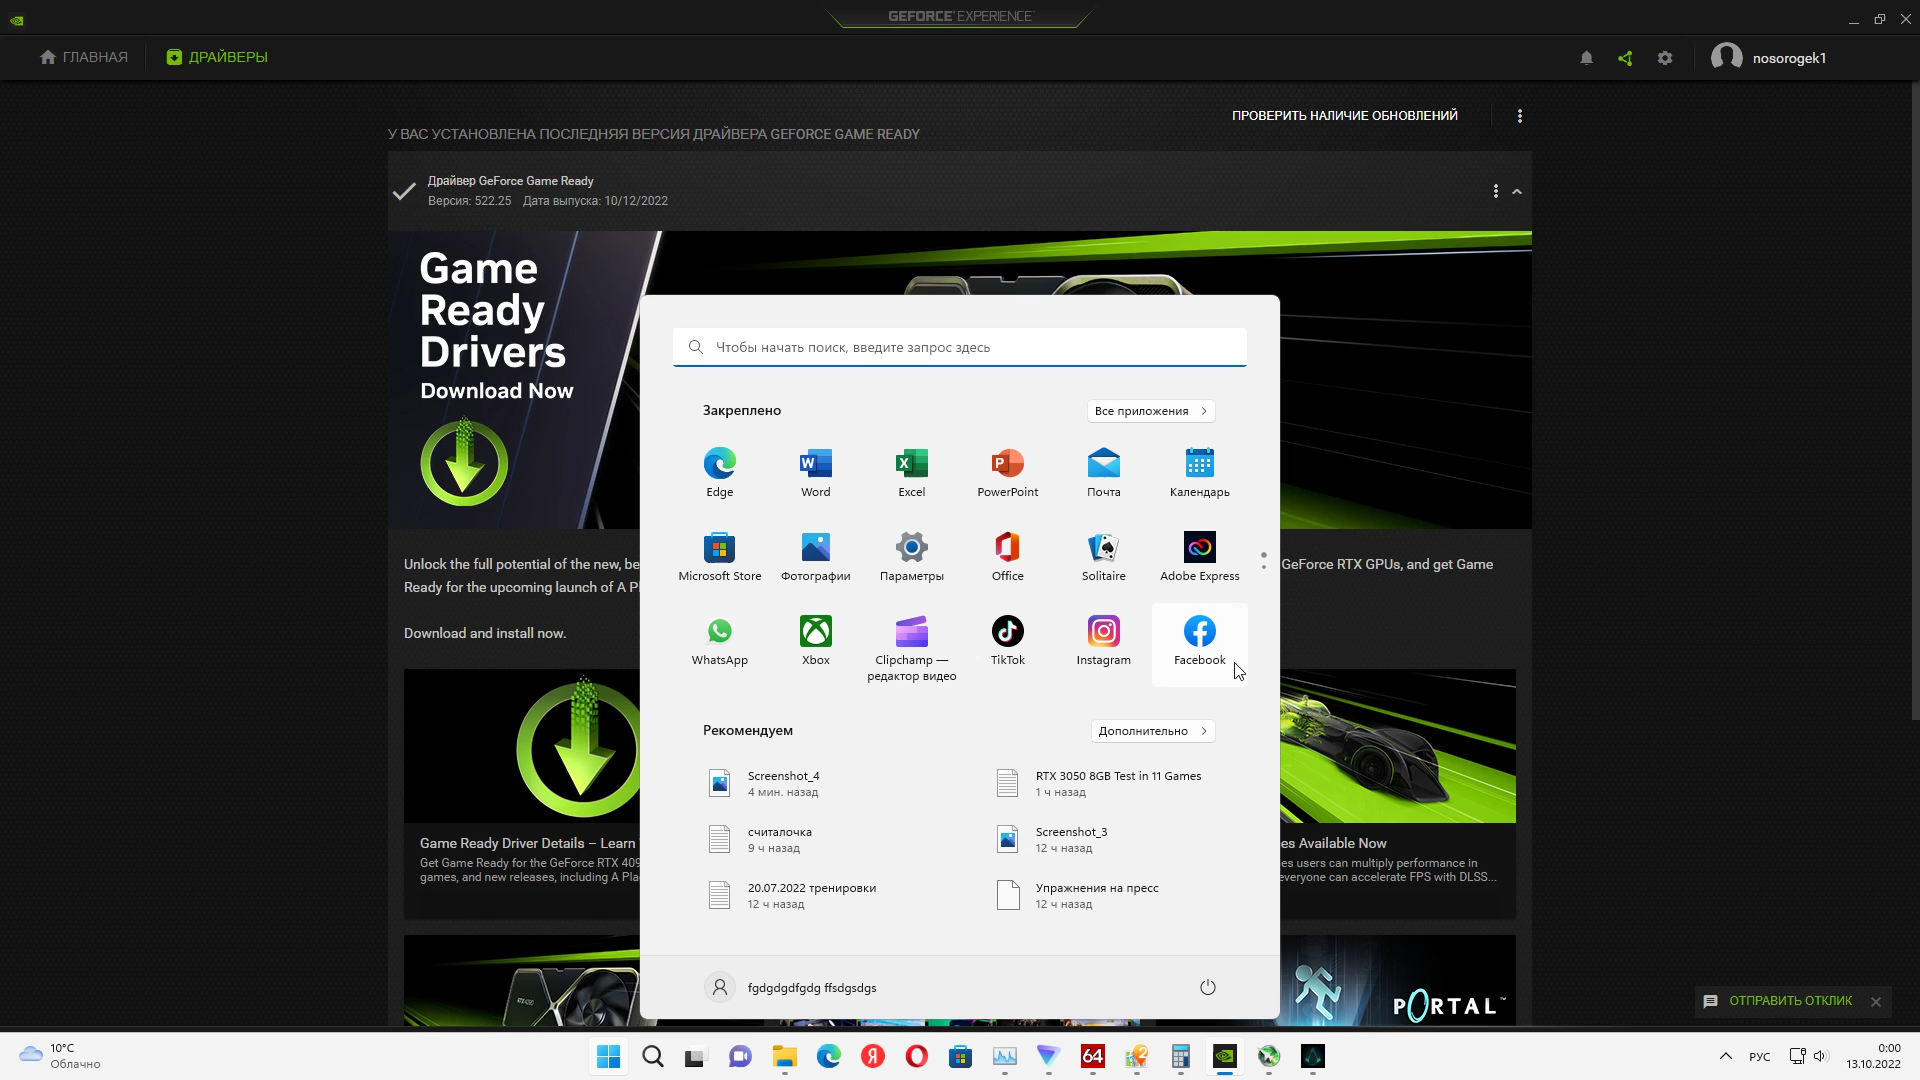 GEFORCE EXPERIENCE
ГЛАВНАЯ
ДРАЙВЕРЫ
nosorogek1
ПРОВЕРИТЬ НАЛИЧИЕ ОБНОВЛЕНИЙ
У ВАС УСТАНОВЛЕНА ПОСЛЕДНЯЯ ВЕРСИЯ ДРАЙВЕРА GEFORCE GAME READY
Драйвер GeForce Game Ready
Версия: 522.25 Дата выпуска: 10/12/2022
Game
Ready
Drivers
Download Now
Чтобы начать поиск, введите запрос здесь
Закреплено
Все приложения
Edge
Word
Excel
PowerPoint
Почта
Календарь
Microsoft Store
Фотографии
Параметры
Office
Solitaire
Adobe Express
WhatsApp
Xbox
Clipchamp —
редактор видео
TikTok
Instagram
Facebook
Рекомендуем
Дополнительно
Screenshot_4
4 мин. назад
RTX 3050 8GB Test in 11 Games
1 ч назад
считалочка
9 ч назад
Screenshot_3
12 ч назад
20.07.2022 тренировки
12 ч назад
Упражнения на пресс
12 ч назад
fgdgdgdfgdg ffsdgsdgs
Unlock the full potential of the new, be
GeForce RTX GPUs, and get Game
Ready for the upcoming launch of A Pl
Download and install now.
Game Ready Driver Details – Learn
Get Game Ready for the GeForce RTX 409
games, and new releases, including A Pla
es Available Now
es users can multiply performance in
everyone can accelerate FPS with DLSS...
PORTAL™
ОТПРАВИТЬ ОТКЛИК
10°C
Облачно
64
РУС
0:00
13.10.2022